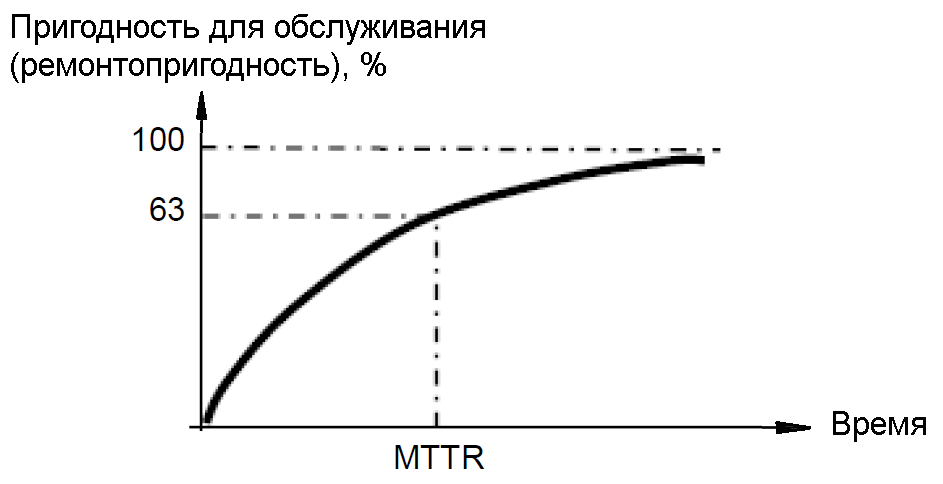 Пригодность для обслуживания
(ремонтопригодность), %
100
63
Время
MTTR